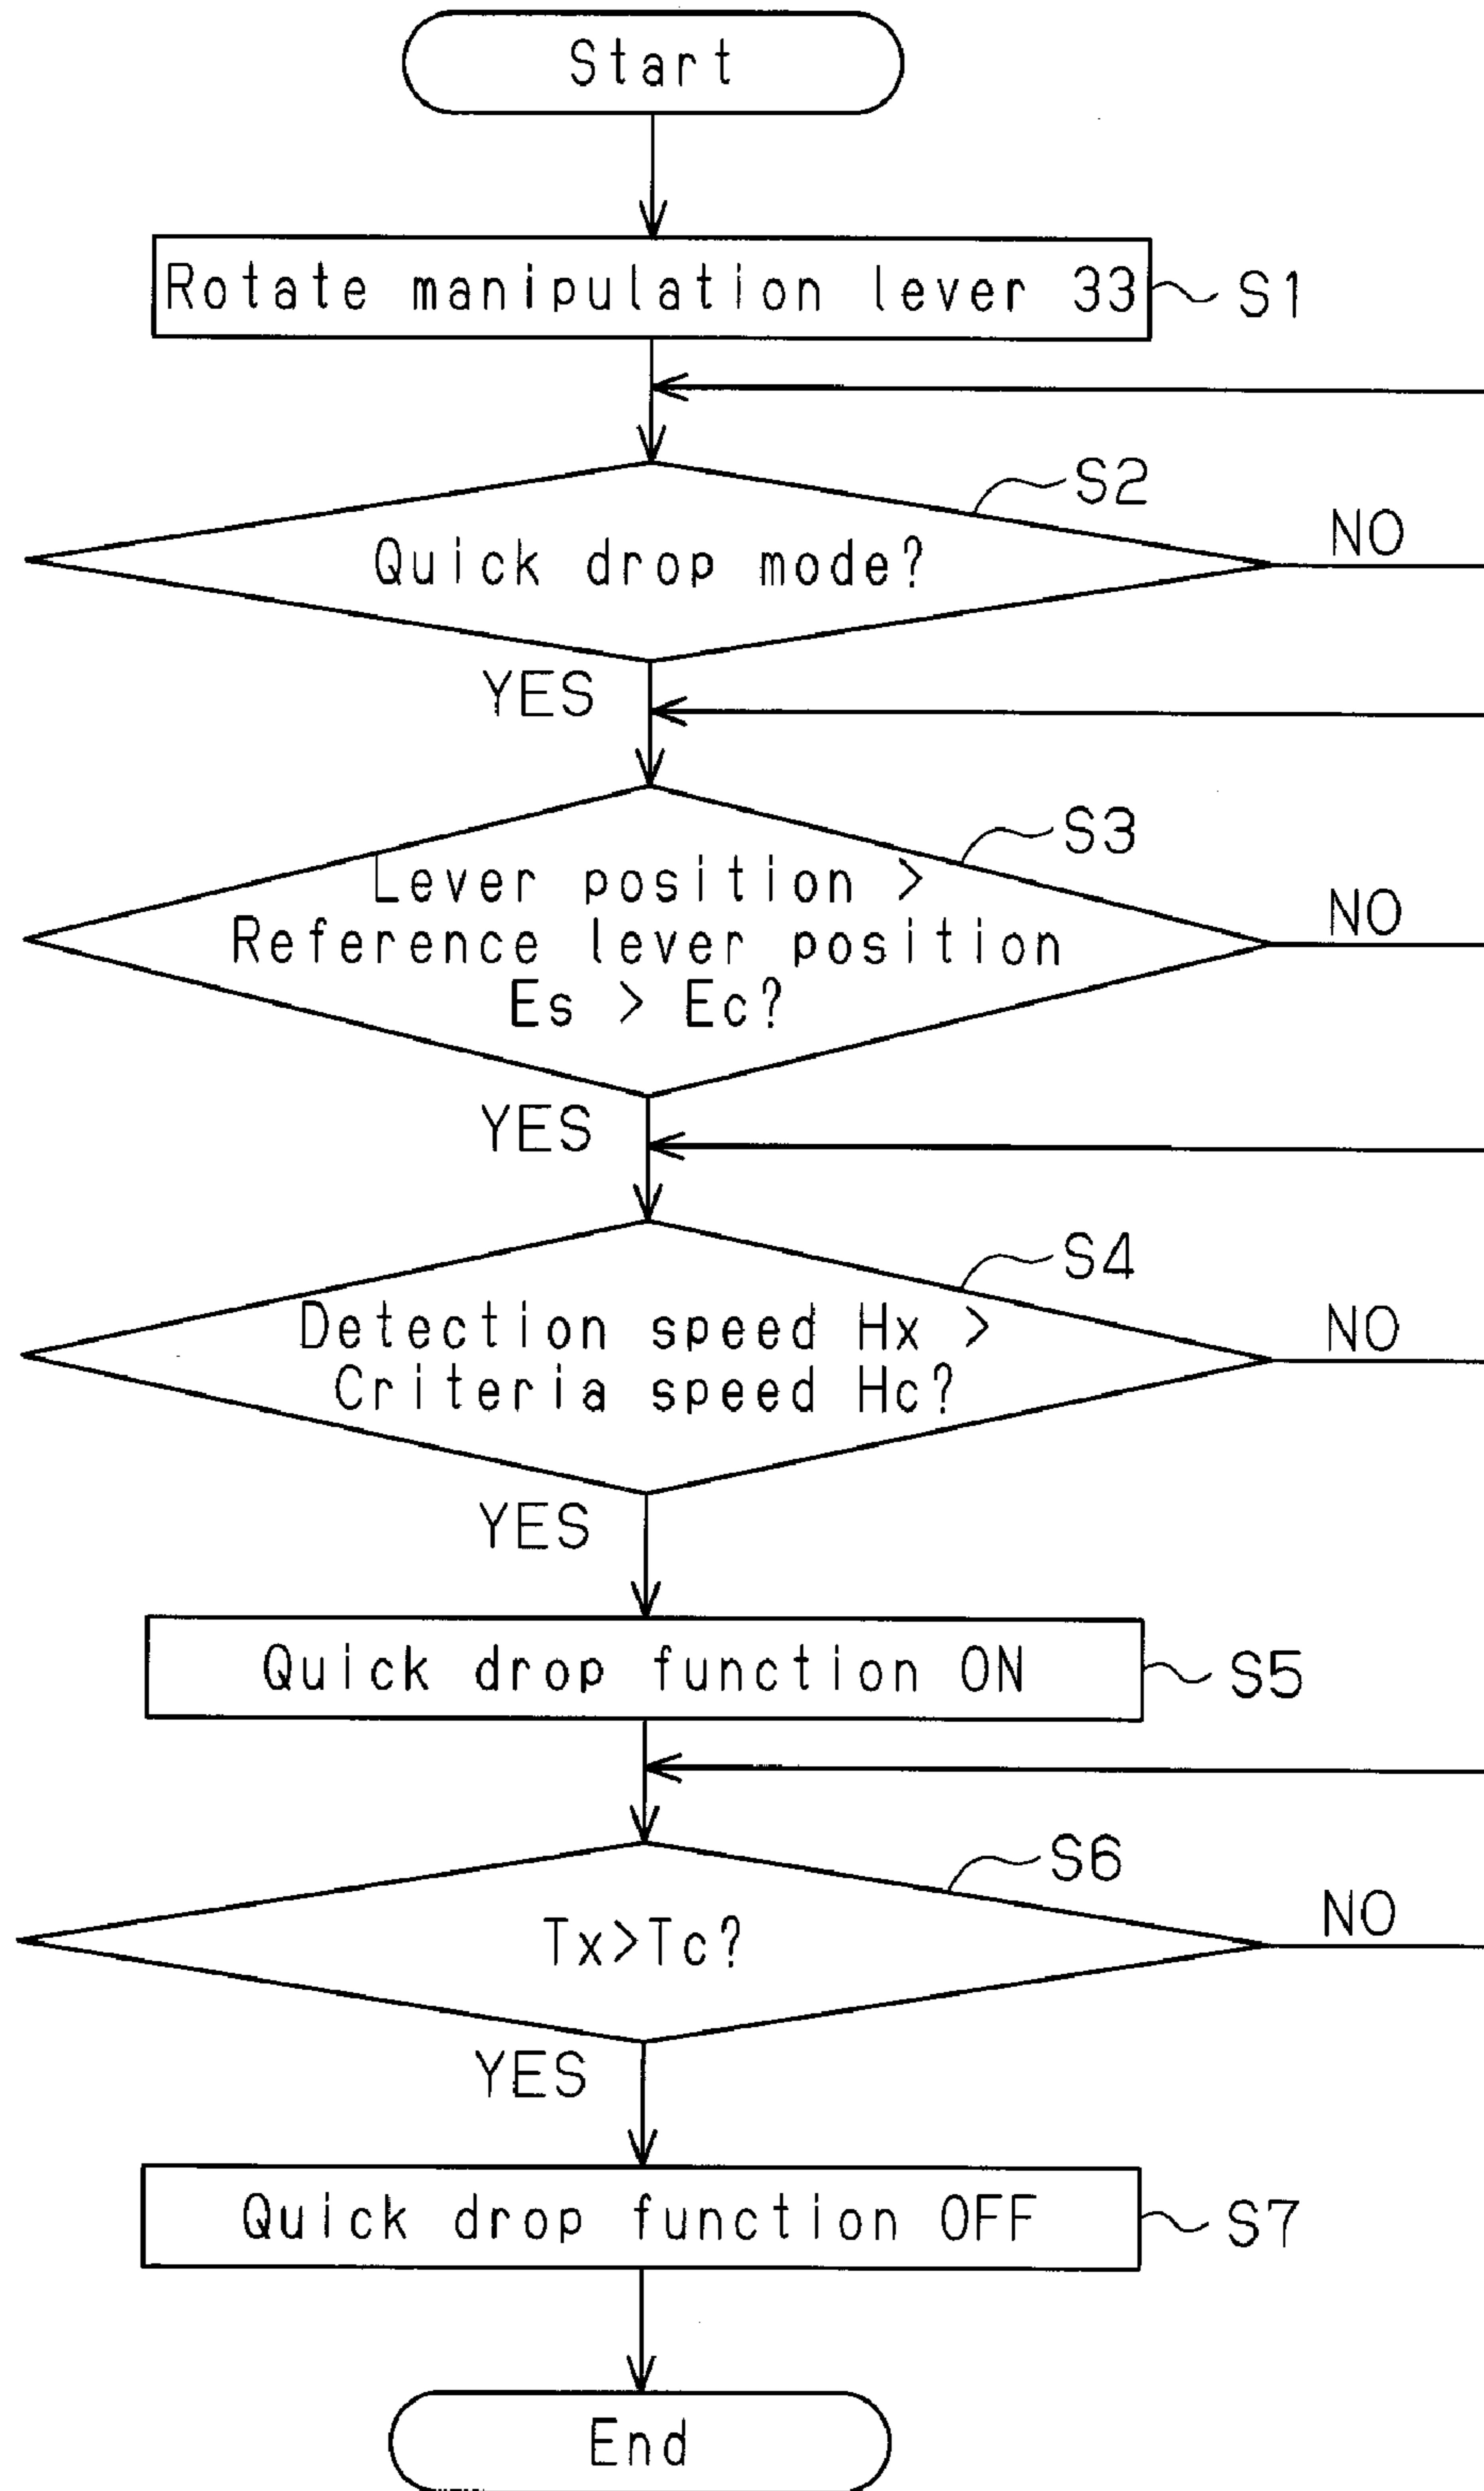 Start
Rotate manipulation lever 33
S1
S2
Quick drop mode?
NO
YES
S3
Lever position >
Reference lever position
Es > Ec?
NO
YES
S4
Detection speed Hx >
Criteria speed Hc?
NO
YES
Quick drop function ON
S5
S6
Tx>Tc?
NO
YES
Quick drop function OFF
S7
End